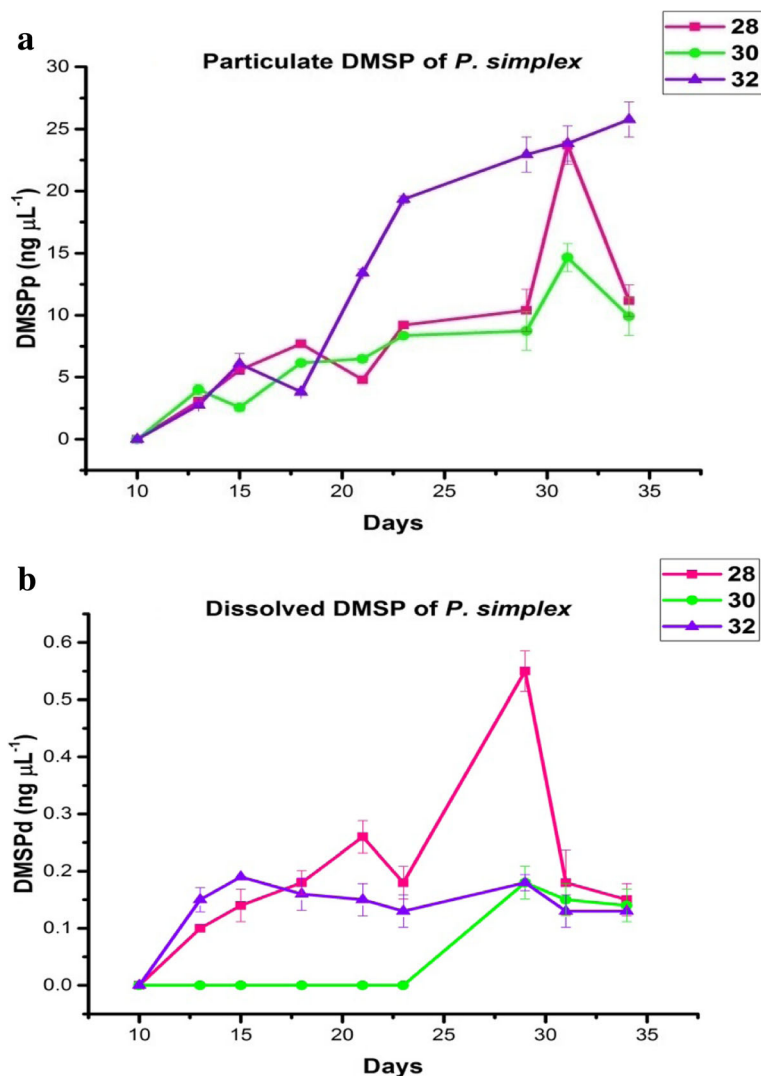 a
28
30
32
Particulate DMSP of P. simplex
30
25
20
15
10
5
0
DMSPp (ng µL⁻¹)
10 15 20 25 30 35
Days
b
28
30
32
Dissolved DMSP of P. simplex
0.6
0.5
0.4
0.3
0.2
0.1
0.0
DMSPd (ng µL⁻¹)
10 15 20 25 30 35
Days